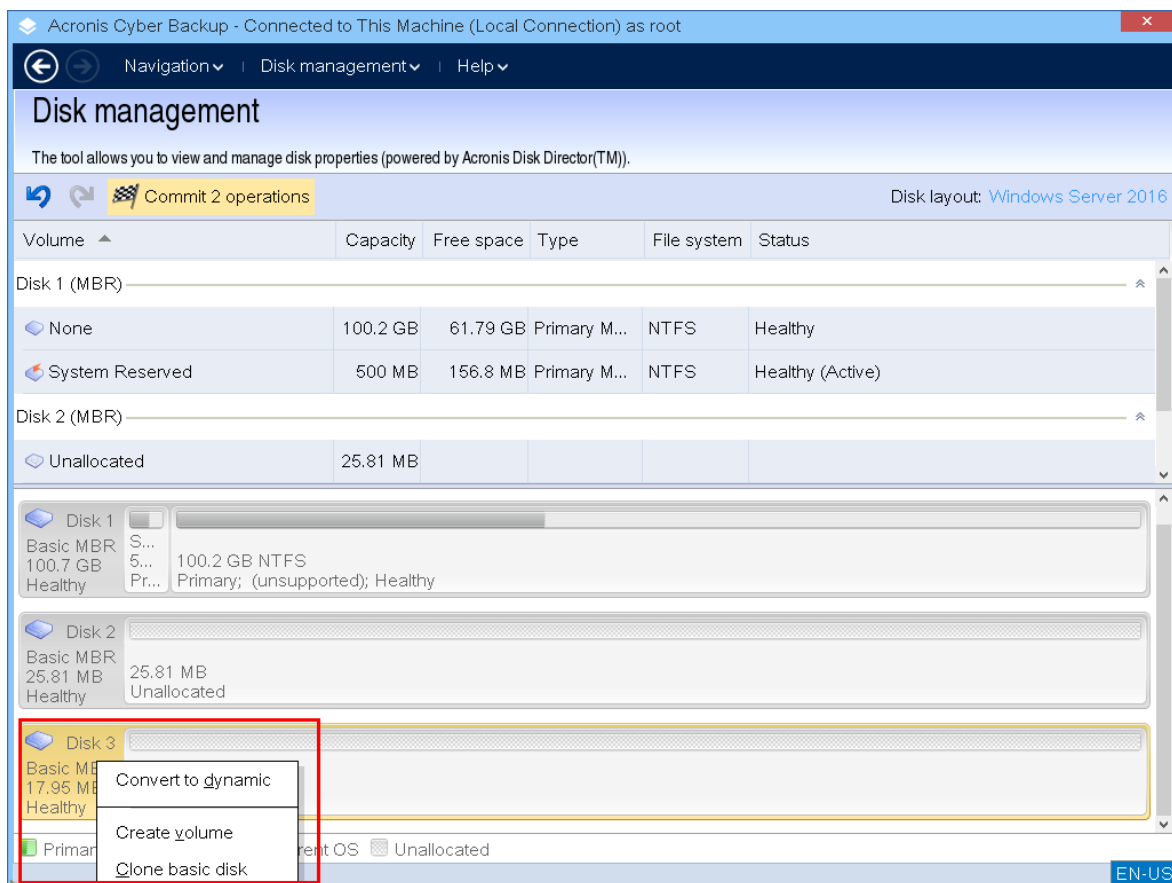 Acronis Cyber Backup - Connected to This Machine (Local Connection) as root
Navigation Disk management Help
Disk management
The tool allows you to view and manage disk properties (powered by Acronis Disk Director(TM)).
Commit 2 operations Disk layout: Windows Server 2016
Volume Capacity Free space Type File system Status
Disk 1 (MBR)
None 100.2 GB 61.79 GB Primary M... NTFS Healthy
System Reserved 500 MB 156.8 MB Primary M... NTFS Healthy (Active)
Disk 2 (MBR)
Unallocated 25.81 MB
Disk 1
Basic MBR S...
100.7 GB 5... 100.2 GB NTFS
Healthy Pr... Primary; (unsupported); Healthy
Disk 2
Basic MBR
25.81 MB 25.81 MB
Healthy Unallocated
Disk 3
Basic
17.95
Healthy
Convert to dynamic
Create volume
Clone basic disk
OS Unallocated
EN-US